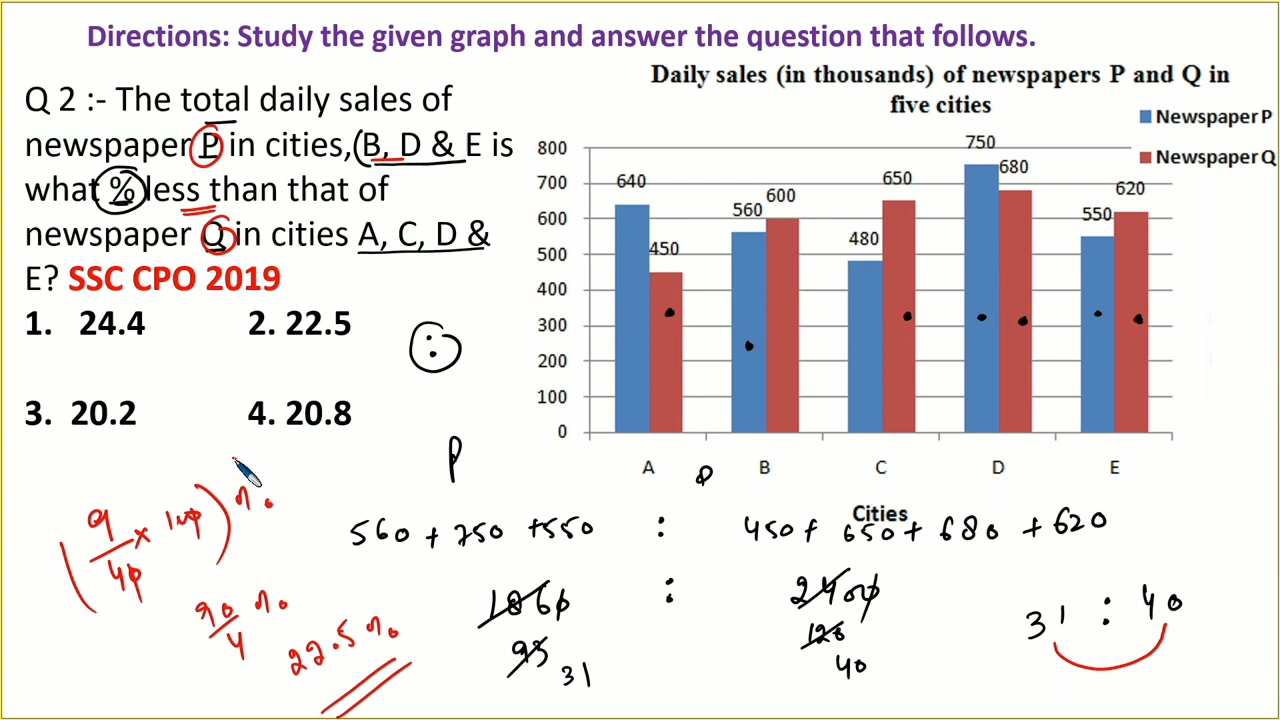 Directions: Study the given graph and answer the question that follows.
Q 2 :- The total daily sales of
newspaper P in cities, (B, D & E is
what % less than that of
newspaper Q in cities A, C, D &
E? SSC CPO 2019
1. 24.4 2. 22.5
3. 20.2 4. 20.8
Daily sales (in thousands) of newspapers P and Q in
five cities
Newspaper P
Newspaper Q
800
700
600
500
400
300
200
100
0
640
450
560
600
480
650
750
680
550
620
A B C D E
Cities
:
P
560 + 750 + 550 : 450 + 650 + 680 + 620
1860 : 2400
93 120
31 40
31 : 40
(9/40 × 100) %
90/4 %
22.5 %